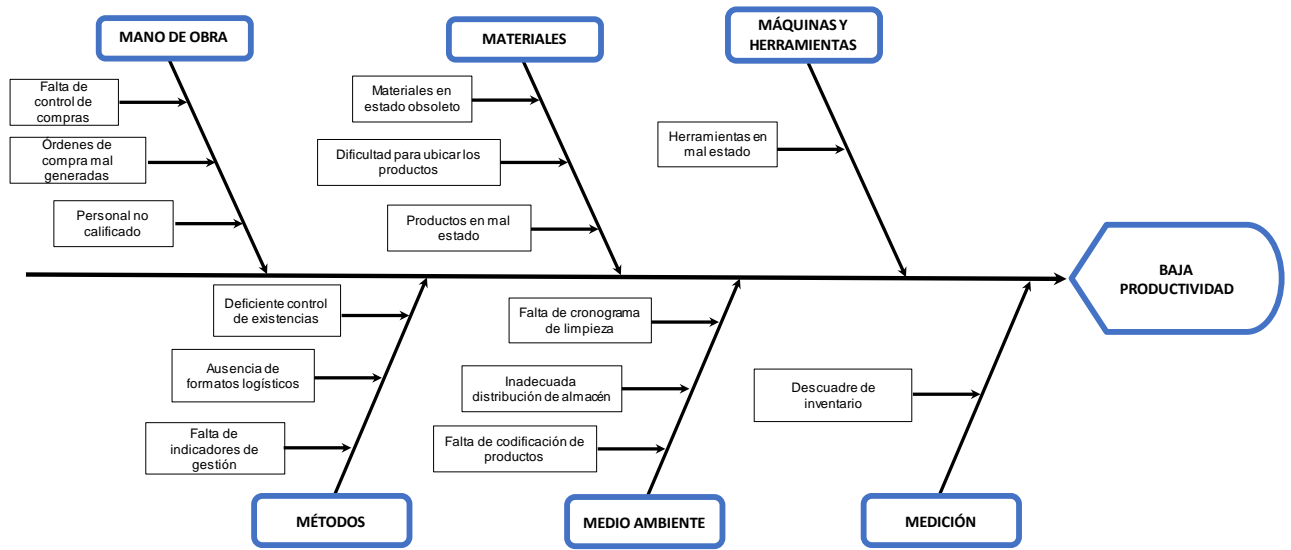 MANO DE OBRA
MATERIALES
MÁQUINAS Y
HERRAMIENTAS
Falta de
control de
compras
Órdenes de
compra mal
generadas
Personal no
calificado
Materiales en
estado obsoleto
Dificultad para ubicar los
productos
Productos en mal
estado
Herramientas en
mal estado
BAJA
PRODUCTIVIDAD
Deficiente control
de existencias
Ausencia de
formatos logísticos
Falta de
indicadores de
gestión
Falta de cronograma
de limpieza
Inadecuada
distribución de almacén
Falta de codificación de
productos
Descuadre de
inventario
MÉTODOS
MEDIO AMBIENTE
MEDICIÓN